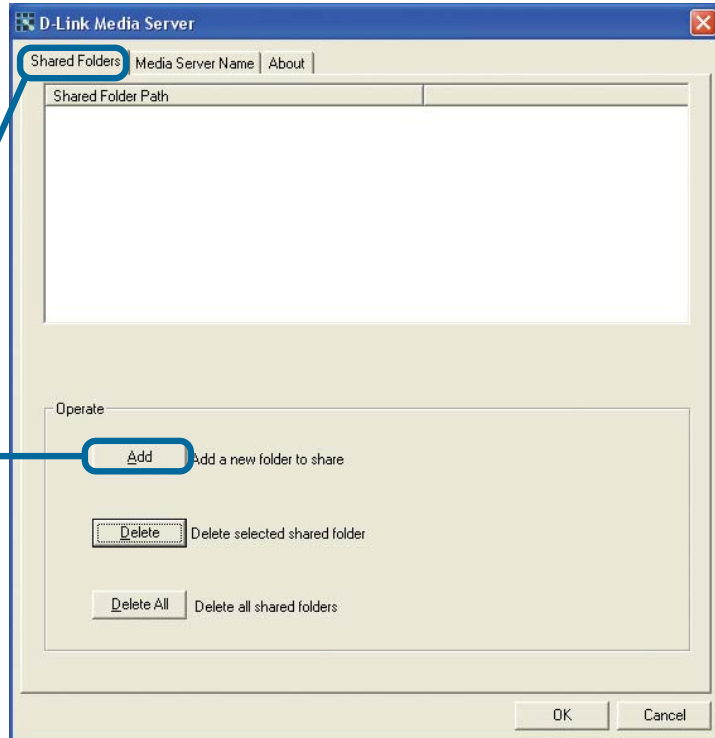 D-Link Media Server
Shared Folders Media Server Name About
Shared Folder Path
Operate
Add Add a new folder to share
Delete Delete selected shared folder
Delete All Delete all shared folders
OK Cancel